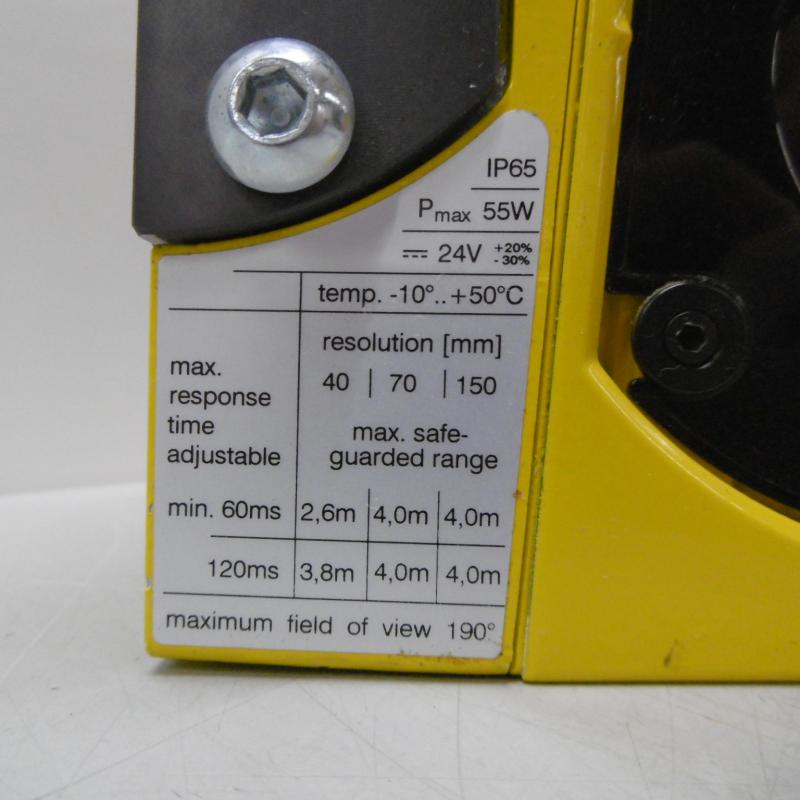 IP65
Pmax 55W
⎓ 24V +20% -30%
temp. -10°..+50°C
resolution [mm]
40 | 70 | 150
max. response time adjustable
max. safe-guarded range
min. 60ms 2,6m 4,0m 4,0m
120ms 3,8m 4,0m 4,0m
maximum field of view 190°